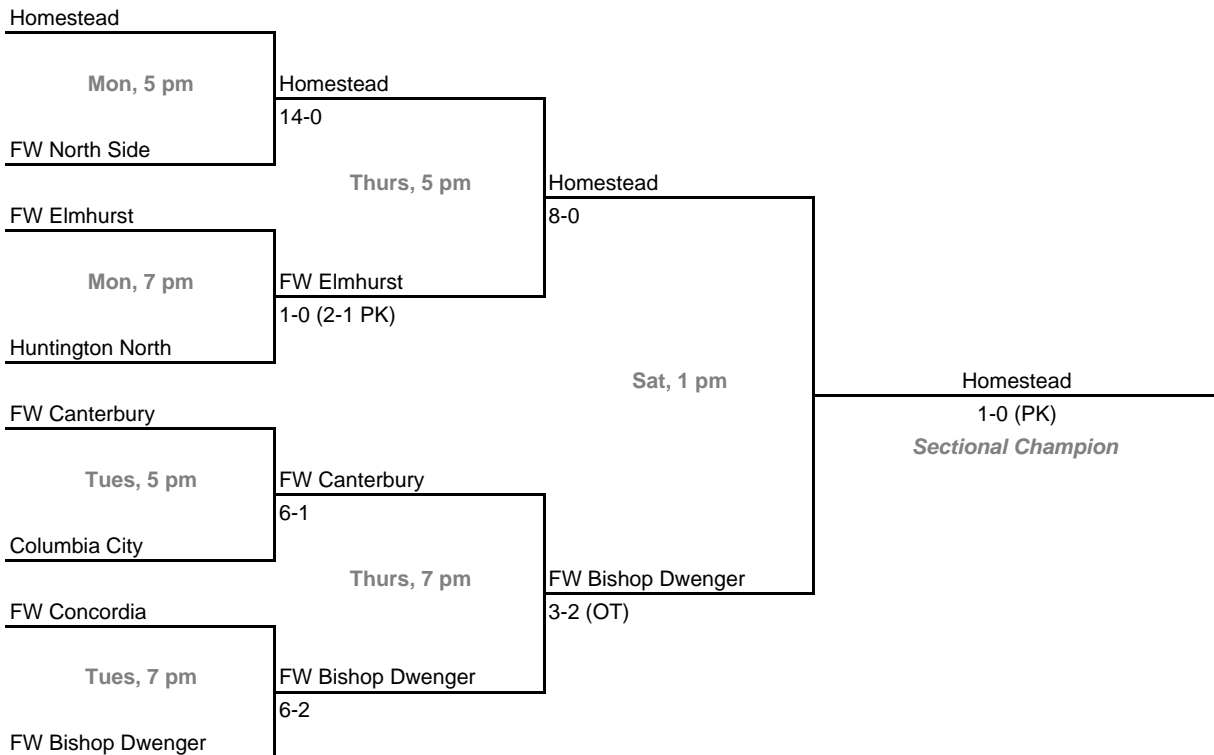 Homestead
Mon, 5 pm
Homestead
14-0
FW North Side
Thurs, 5 pm
Homestead
8-0
FW Elmhurst
Mon, 7 pm
FW Elmhurst
1-0 (2-1 PK)
Huntington North
Sat, 1 pm
Homestead
1-0 (PK)
Sectional Champion
FW Canterbury
Tues, 5 pm
FW Canterbury
6-1
Columbia City
Thurs, 7 pm
FW Bishop Dwenger
3-2 (OT)
FW Concordia
Tues, 7 pm
FW Bishop Dwenger
6-2
FW Bishop Dwenger